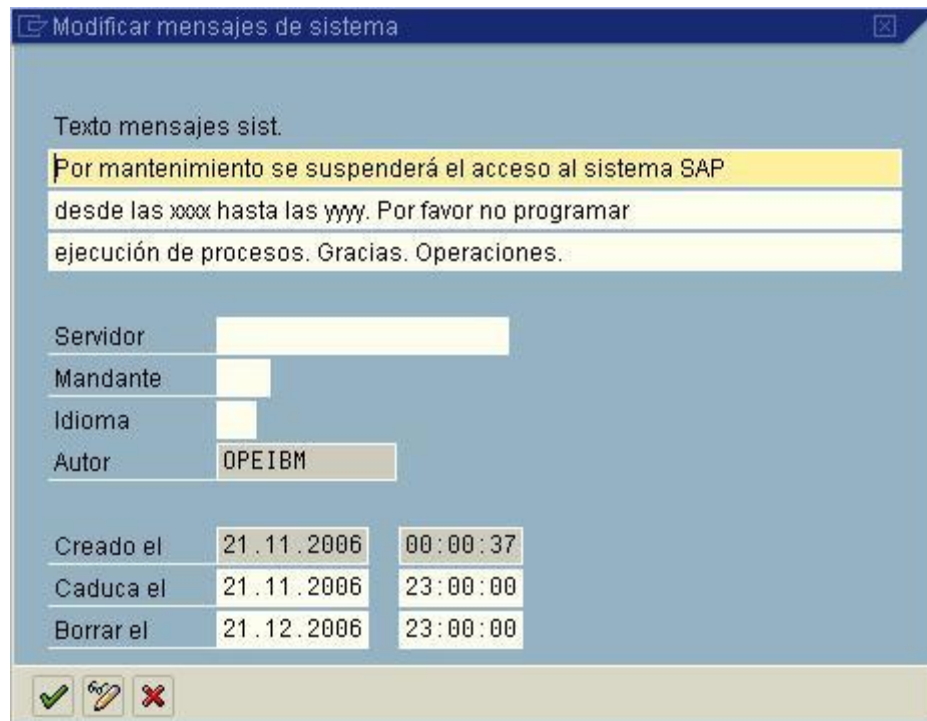 Modificar mensajes de sistema
Texto mensajes sist.
Por mantenimiento se suspenderá el acceso al sistema SAP
desde las xxxx hasta las yyyy. Por favor no programar
ejecución de procesos. Gracias. Operaciones.
Servidor
Mandante
Idioma
Autor OPEIBM
Creado el 21.11.2006 00:00:37
Caduca el 21.11.2006 23:00:00
Borrar el 21.12.2006 23:00:00